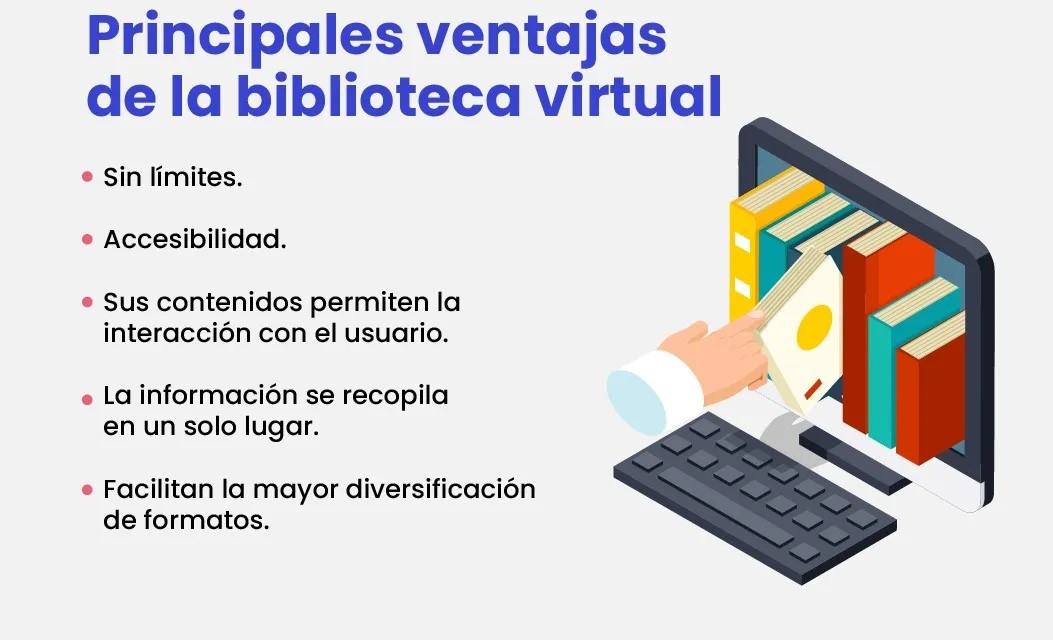 Principales ventajas
de la biblioteca virtual
Sin límites.
Accesibilidad.
Sus contenidos permiten la
interacción con el usuario.
La información se recopila
en un solo lugar.
Facilitan la mayor diversificación
de formatos.